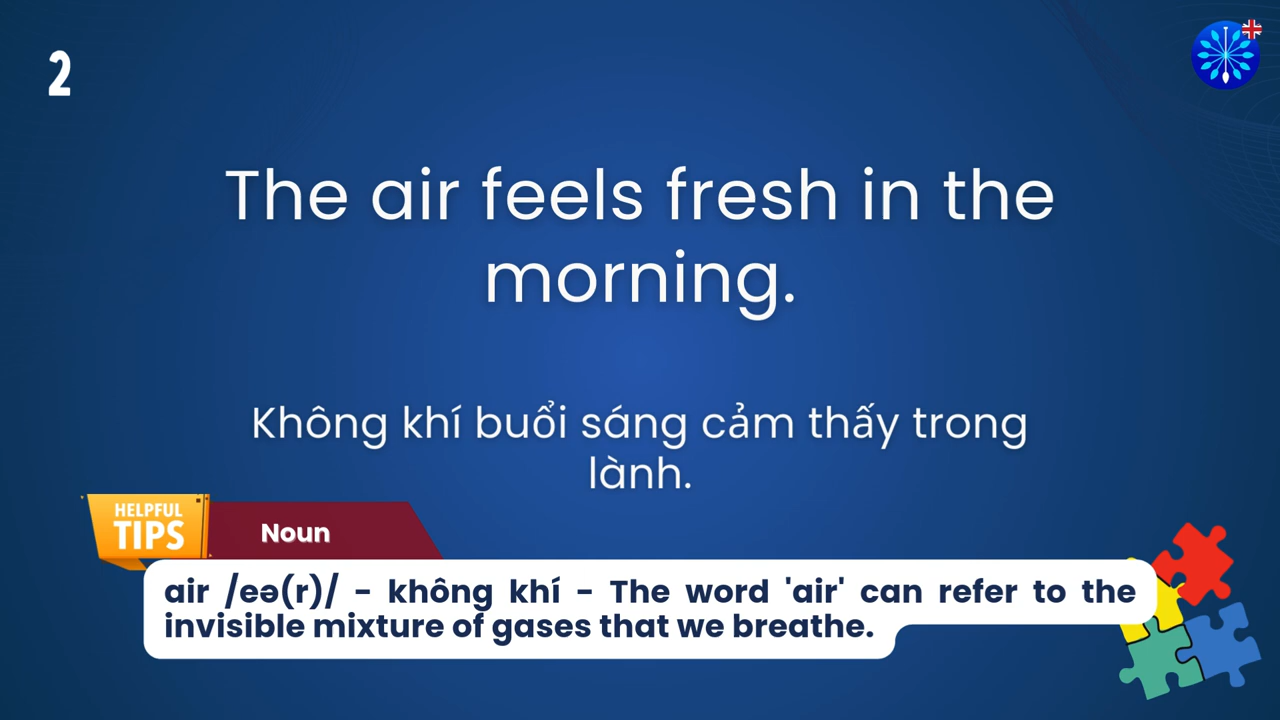 2
The air feels fresh in the
morning.
Không khí buổi sáng cảm thấy trong
lành.
HELPFUL
TIPS
Noun
air /eə(r)/ - không khí - The word 'air' can refer to the
invisible mixture of gases that we breathe.